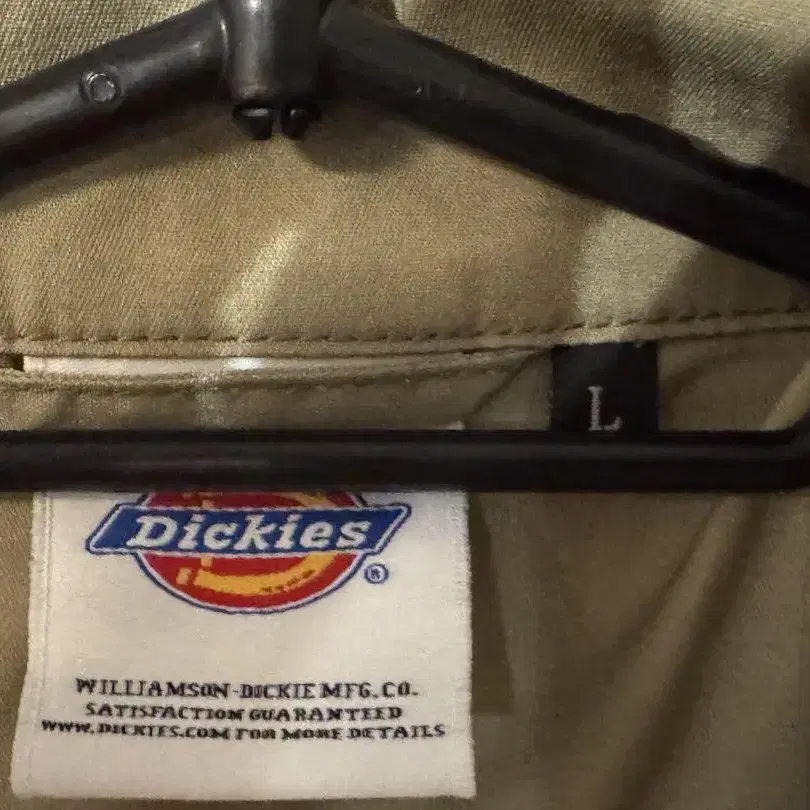 L
Dickies
®
WILLIAMSON-DICKIE MFG. CO.
SATISFACTION GUARANTEED
WWW.DICKIES.COM FOR MORE DETAILS